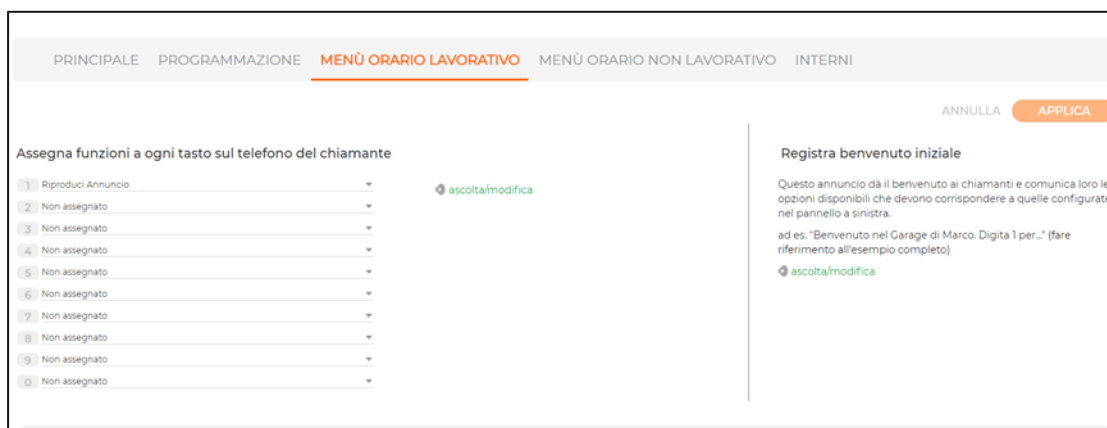 PRINCIPALE PROGRAMMAZIONE MENÙ ORARIO LAVORATIVO MENÙ ORARIO NON LAVORATIVO INTERNI
ANNULLA APPLICA
Assegna funzioni a ogni tasto sul telefono del chiamante
1 Riproduci Annuncio
ascolta/modifica
2 Non assegnato
3 Non assegnato
4 Non assegnato
5 Non assegnato
6 Non assegnato
7 Non assegnato
8 Non assegnato
9 Non assegnato
0 Non assegnato
Registra benvenuto iniziale
Questo annuncio dà il benvenuto ai chiamanti e comunica loro le
opzioni disponibili che devono corrispondere a quelle configurate
nel pannello a sinistra.
ad es. "Benvenuto nel Garage di Marco. Digita 1 per..." (fare
riferimento all'esempio completo)
ascolta/modifica